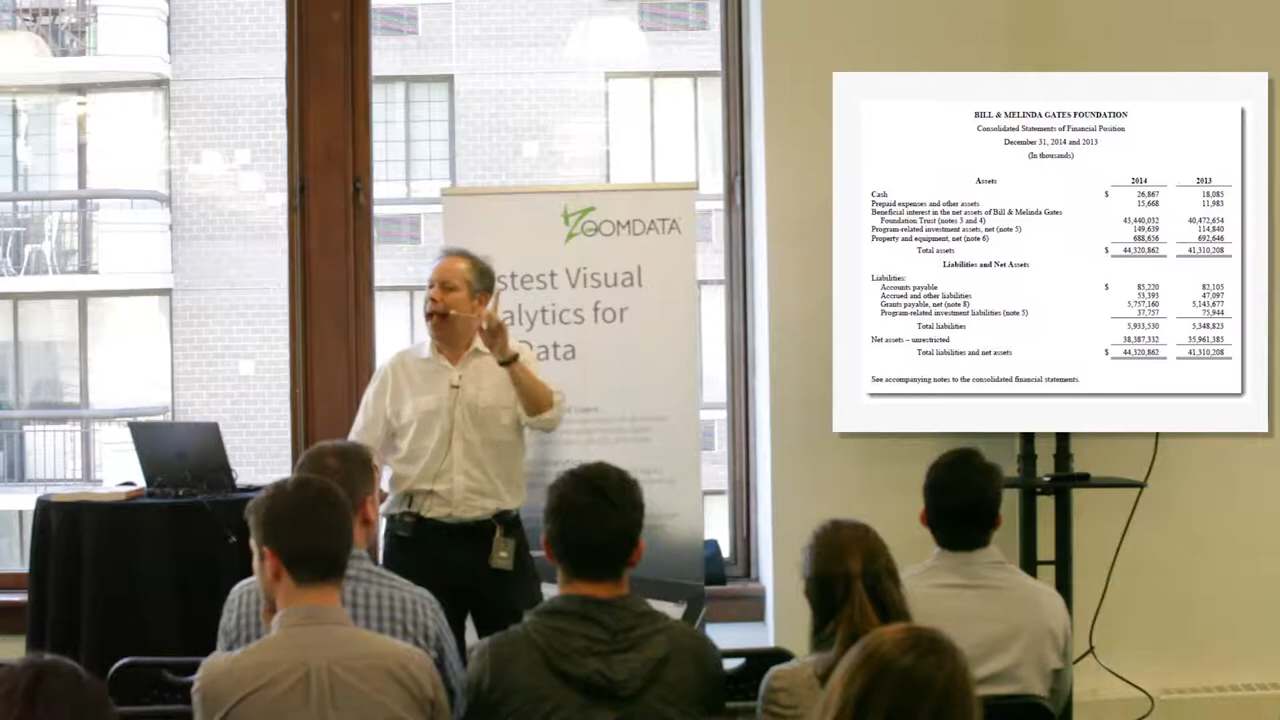 ZOOMDATA
stest Visual
alytics for
Data
BILL & MELINDA GATES FOUNDATION
Consolidated Statements of Financial Position
December 31, 2014 and 2013
(In thousands)
Assets 2014 2013
Cash $ 26,867 18,085
Prepaid expenses and other assets 15,668 11,983
Beneficial interest in the net assets of Bill & Melinda Gates
Foundation Trust (notes 3 and 4) 43,440,032 40,472,654
Program-related investment assets, net (note 5) 149,639 114,840
Property and equipment, net (note 6) 688,656 692,646
Total assets $ 44,320,862 41,310,208
Liabilities and Net Assets
Liabilities:
Accounts payable $ 85,220 82,105
Accrued and other liabilities 53,393 47,097
Grants payable, net (note 8) 5,757,160 5,143,677
Program-related investment liabilities (note 5) 37,757 75,944
Total liabilities 5,933,530 5,348,823
Net assets – unrestricted 38,387,332 35,961,385
Total liabilities and net assets $ 44,320,862 41,310,208
See accompanying notes to the consolidated financial statements.